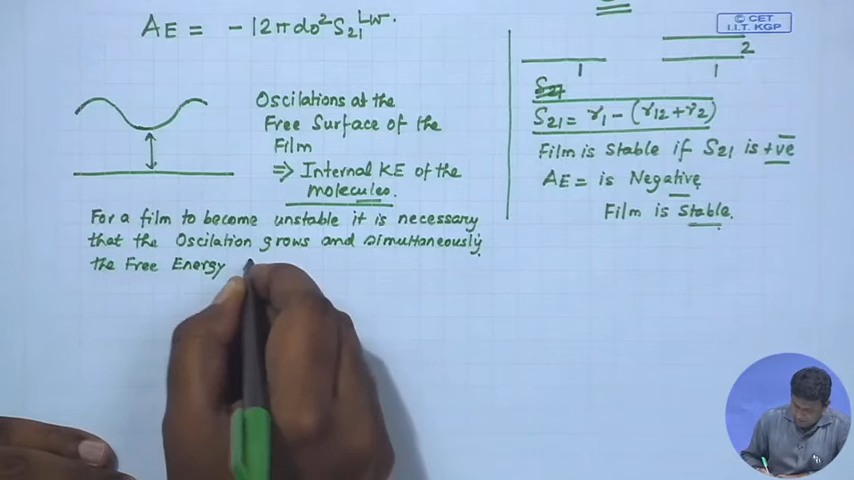 AE = -12πdo²S21^LW.
Oscilations at the
Free Surface of the
Film
⇒ Internal KE of the
molecules.
For a film to become unstable it is necessary
that the Oscilation grows and simultaneously
the Free Energy
© CET
I.I.T. KGP
2
1 1
S21
S21 = γ1 - (γ12 + γ2)
Film is Stable if S21 is +ve
AE = is Negative
Film is Stable.